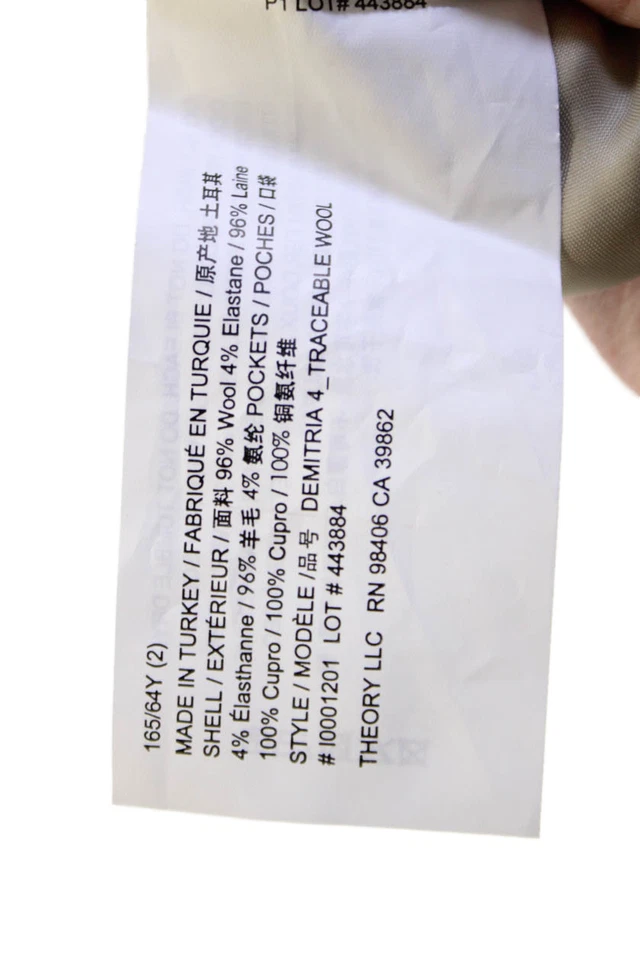 P1 LOT# 443884
165/64Y (2)
MADE IN TURKEY / FABRIQUÉ EN TURQUIE / 原产地 土耳其
SHELL / EXTÉRIEUR / 面料 96% Wool 4% Elastane / 96% Laine
4% Élasthanne / 96% 羊毛 4% 氨纶 POCKETS / POCHES / 口袋
100% Cupro / 100% Cupro / 100% 铜氨纤维
STYLE / MODÈLE /品号 DEMITRIA 4_TRACEABLE WOOL
# I0001201 LOT # 443884
THEORY LLC RN 98406 CA 39862